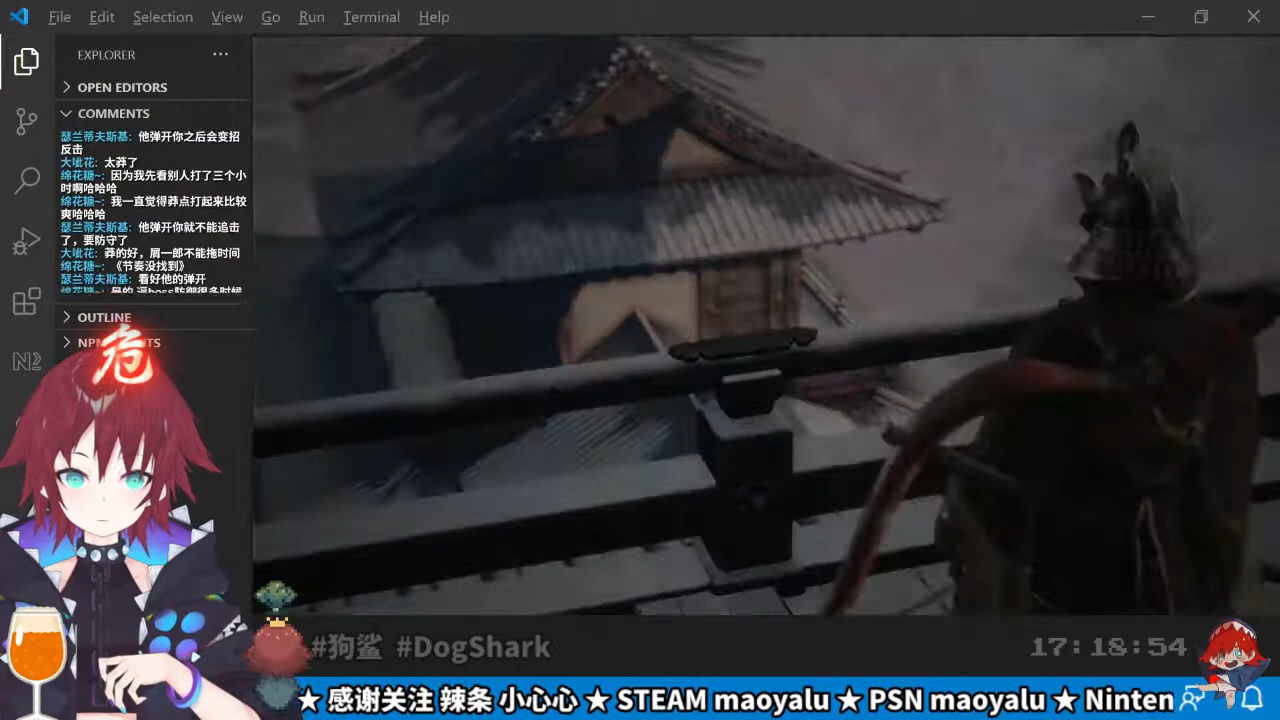 File Edit Selection View Go Run Terminal Help
EXPLORER
OPEN EDITORS
COMMENTS
瑟兰蒂夫斯基: 他弹开你之后会变招
反击
大呲花: 太莽了
绵花糖~: 因为我先看别人打了三个小
时啊哈哈哈
绵花糖~: 我一直觉得莽点打起来比较
爽哈哈哈
瑟兰蒂夫斯基: 他弹开你就不能追击
了，要防守了
大呲花: 莽的好，屑一郎不能拖时间
绵花糖~: 《节奏没找到》
瑟兰蒂夫斯基: 看好他的弹开
OUTLINE
危
#狗鲨 #DogShark
17:18:54
★ 感谢关注 辣条 小心心 ★ STEAM maoyalu ★ PSN maoyalu ★ Ninten